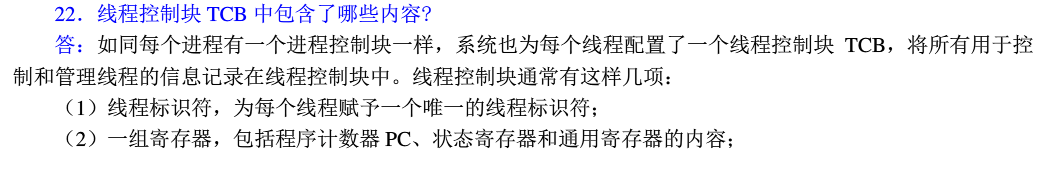 22．线程控制块 TCB 中包含了哪些内容?
答：如同每个进程有一个进程控制块一样，系统也为每个线程配置了一个线程控制块 TCB，将所有用于控
制和管理线程的信息记录在线程控制块中。线程控制块通常有这样几项：
（1）线程标识符，为每个线程赋予一个唯一的线程标识符；
（2）一组寄存器，包括程序计数器 PC、状态寄存器和通用寄存器的内容；